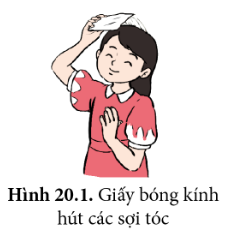 Hình 20.1. Giấy bóng kính
hút các sợi tóc